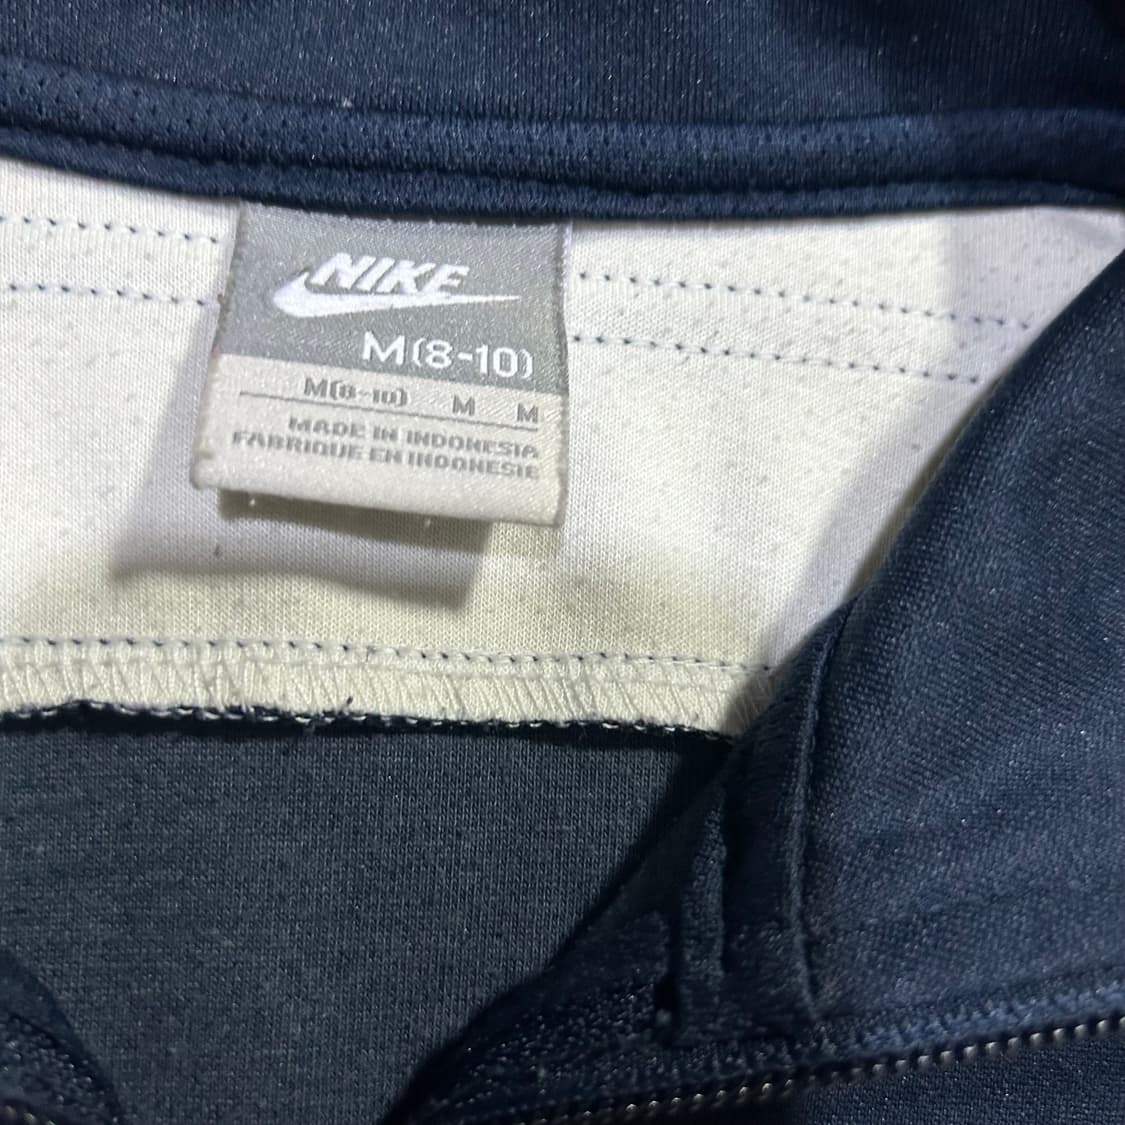 NIKE
M(8-10)
M(8-10) M M
MADE IN INDONESIA
FABRIQUE EN INDONESIE